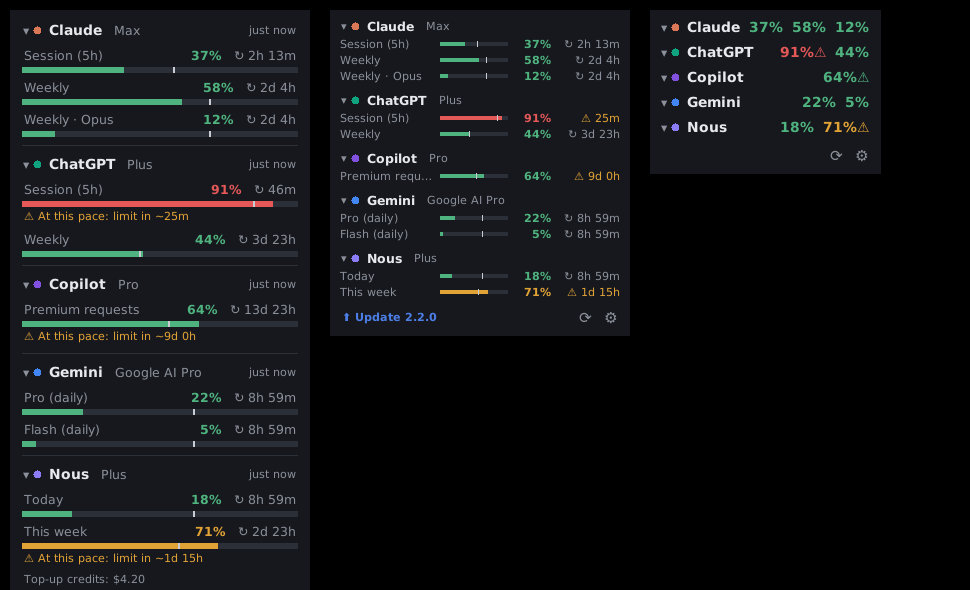 ▾ Claude Max just now
Session (5h) 37% ↻ 2h 13m
Weekly 58% ↻ 2d 4h
Weekly · Opus 12% ↻ 2d 4h
▾ ChatGPT Plus just now
Session (5h) 91% ↻ 46m
⚠ At this pace: limit in ~25m
Weekly 44% ↻ 3d 23h
▾ Copilot Pro just now
Premium requests 64% ↻ 13d 23h
⚠ At this pace: limit in ~9d 0h
▾ Gemini Google AI Pro just now
Pro (daily) 22% ↻ 8h 59m
Flash (daily) 5% ↻ 8h 59m
▾ Nous Plus just now
Today 18% ↻ 8h 59m
This week 71% ↻ 2d 23h
⚠ At this pace: limit in ~1d 15h
Top-up credits: $4.20
▾ Claude Max
Session (5h) 37% ↻ 2h 13m
Weekly 58% ↻ 2d 4h
Weekly · Opus 12% ↻ 2d 4h
▾ ChatGPT Plus
Session (5h) 91% ⚠ 25m
Weekly 44% ↻ 3d 23h
▾ Copilot Pro
Premium requ... 64% ⚠ 9d 0h
▾ Gemini Google AI Pro
Pro (daily) 22% ↻ 8h 59m
Flash (daily) 5% ↻ 8h 59m
▾ Nous Plus
Today 18% ↻ 8h 59m
This week 71% ⚠ 1d 15h
⬆ Update 2.2.0 ⟳ ⚙
▾ Claude 37% 58% 12%
▾ ChatGPT 91%⚠ 44%
▾ Copilot 64%⚠
▾ Gemini 22% 5%
▾ Nous 18% 71%⚠
⟳ ⚙